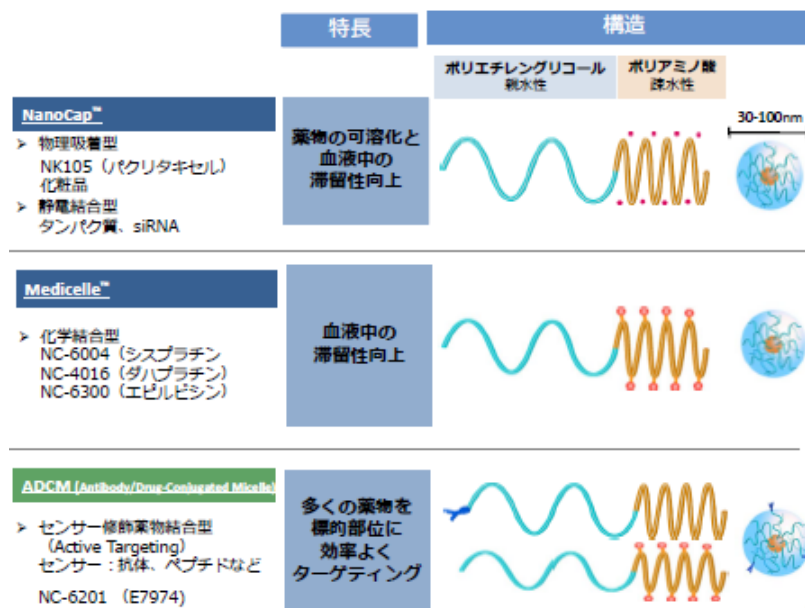 特長
構造
ポリエチレングリコール
親水性
ポリアミノ酸
疎水性
NanoCap™
➤ 物理吸着型
NK105（パクリタキセル）
化粧品
➤ 静電結合型
タンパク質、siRNA
薬物の可溶化と
血液中の
滞留性向上
30-100nm
Medicelle™
➤ 化学結合型
NC-6004（シスプラチン
NC-4016（ダハプラチン）
NC-6300（エピルビシン）
血液中の
滞留性向上
ADCM (Antibody/Drug-Conjugated Micelle)
➤ センサー修飾薬物結合型
（Active Targeting）
センサー：抗体、ペプチドなど
NC-6201 （E7974)
多くの薬物を
標的部位に
効率よく
ターゲティング